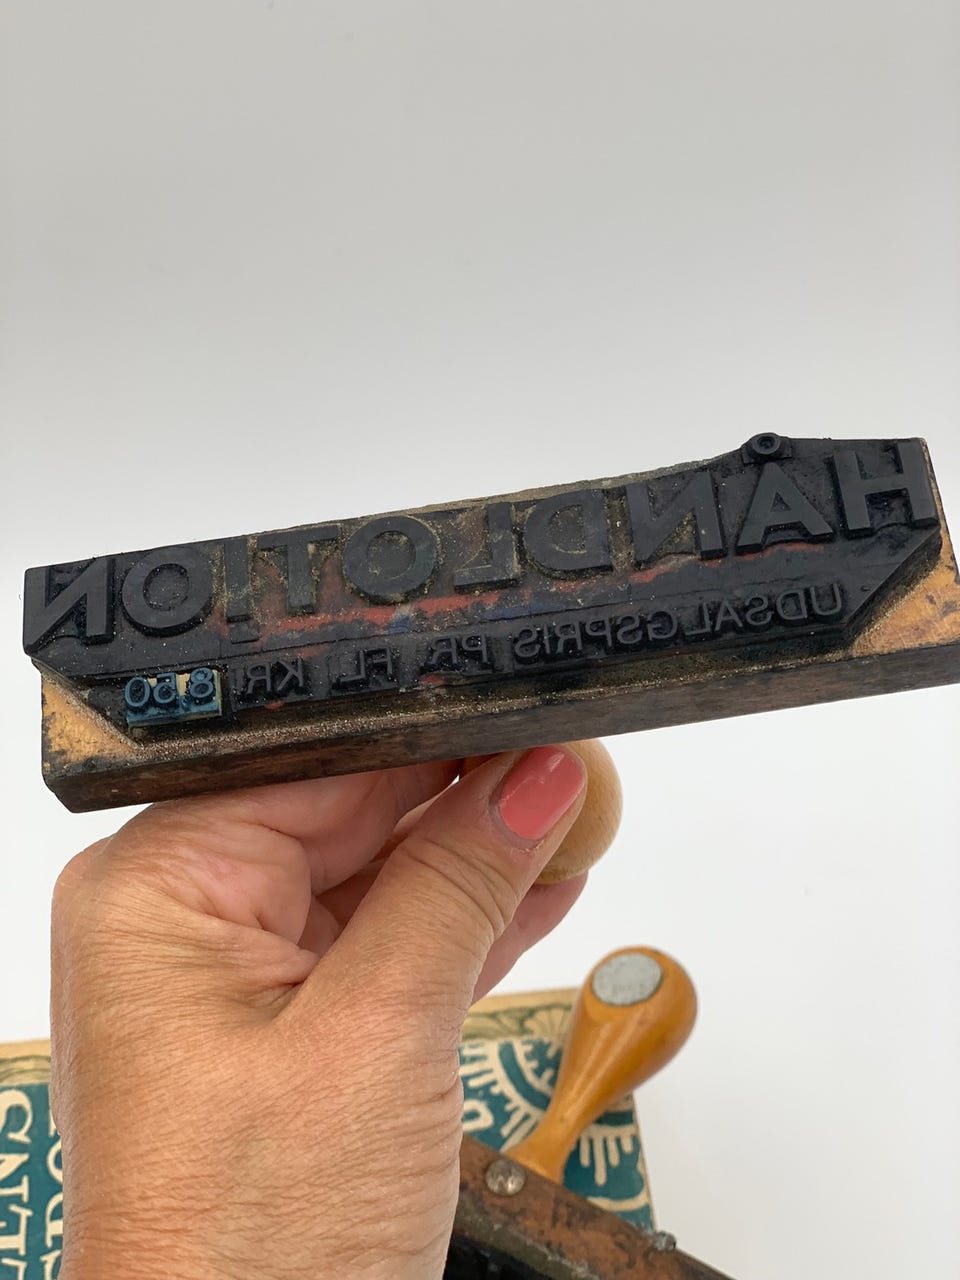 HÅNDLOTION
UDSALGSPRIS PR. FL. KR. 8,50